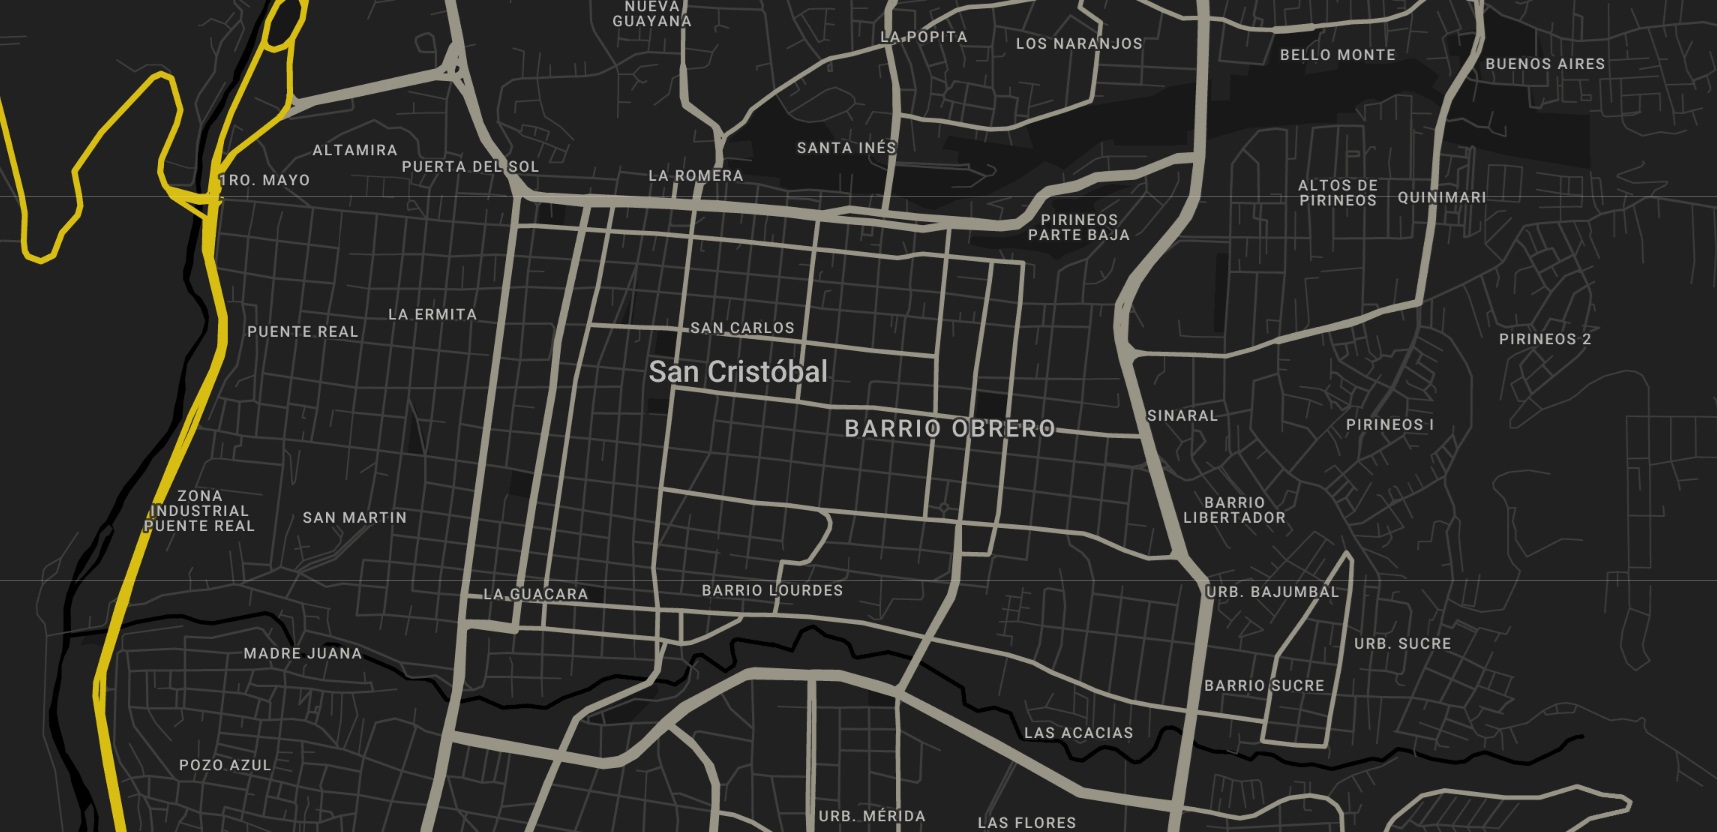 NUEVA
GUAYANA
LA POPITA
LOS NARANJOS
BELLO MONTE
BUENOS AIRES
ALTAMIRA
PUERTA DEL SOL
SANTA INÉS
1RO. MAYO
LA ROMERA
ALTOS DE
PIRINEOS
QUINIMARI
PIRINEOS
PARTE BAJA
LA ERMITA
PUENTE REAL
SAN CARLOS
PIRINEOS 2
San Cristóbal
SINARAL
BARRIO OBRERO
PIRINEOS I
ZONA
INDUSTRIAL
PUENTE REAL
SAN MARTIN
BARRIO
LIBERTADOR
LA GUACARA
BARRIO LOURDES
URB. BAJUMBAL
MADRE JUANA
URB. SUCRE
BARRIO SUCRE
LAS ACACIAS
POZO AZUL
URB. MÉRIDA
LAS FLORES